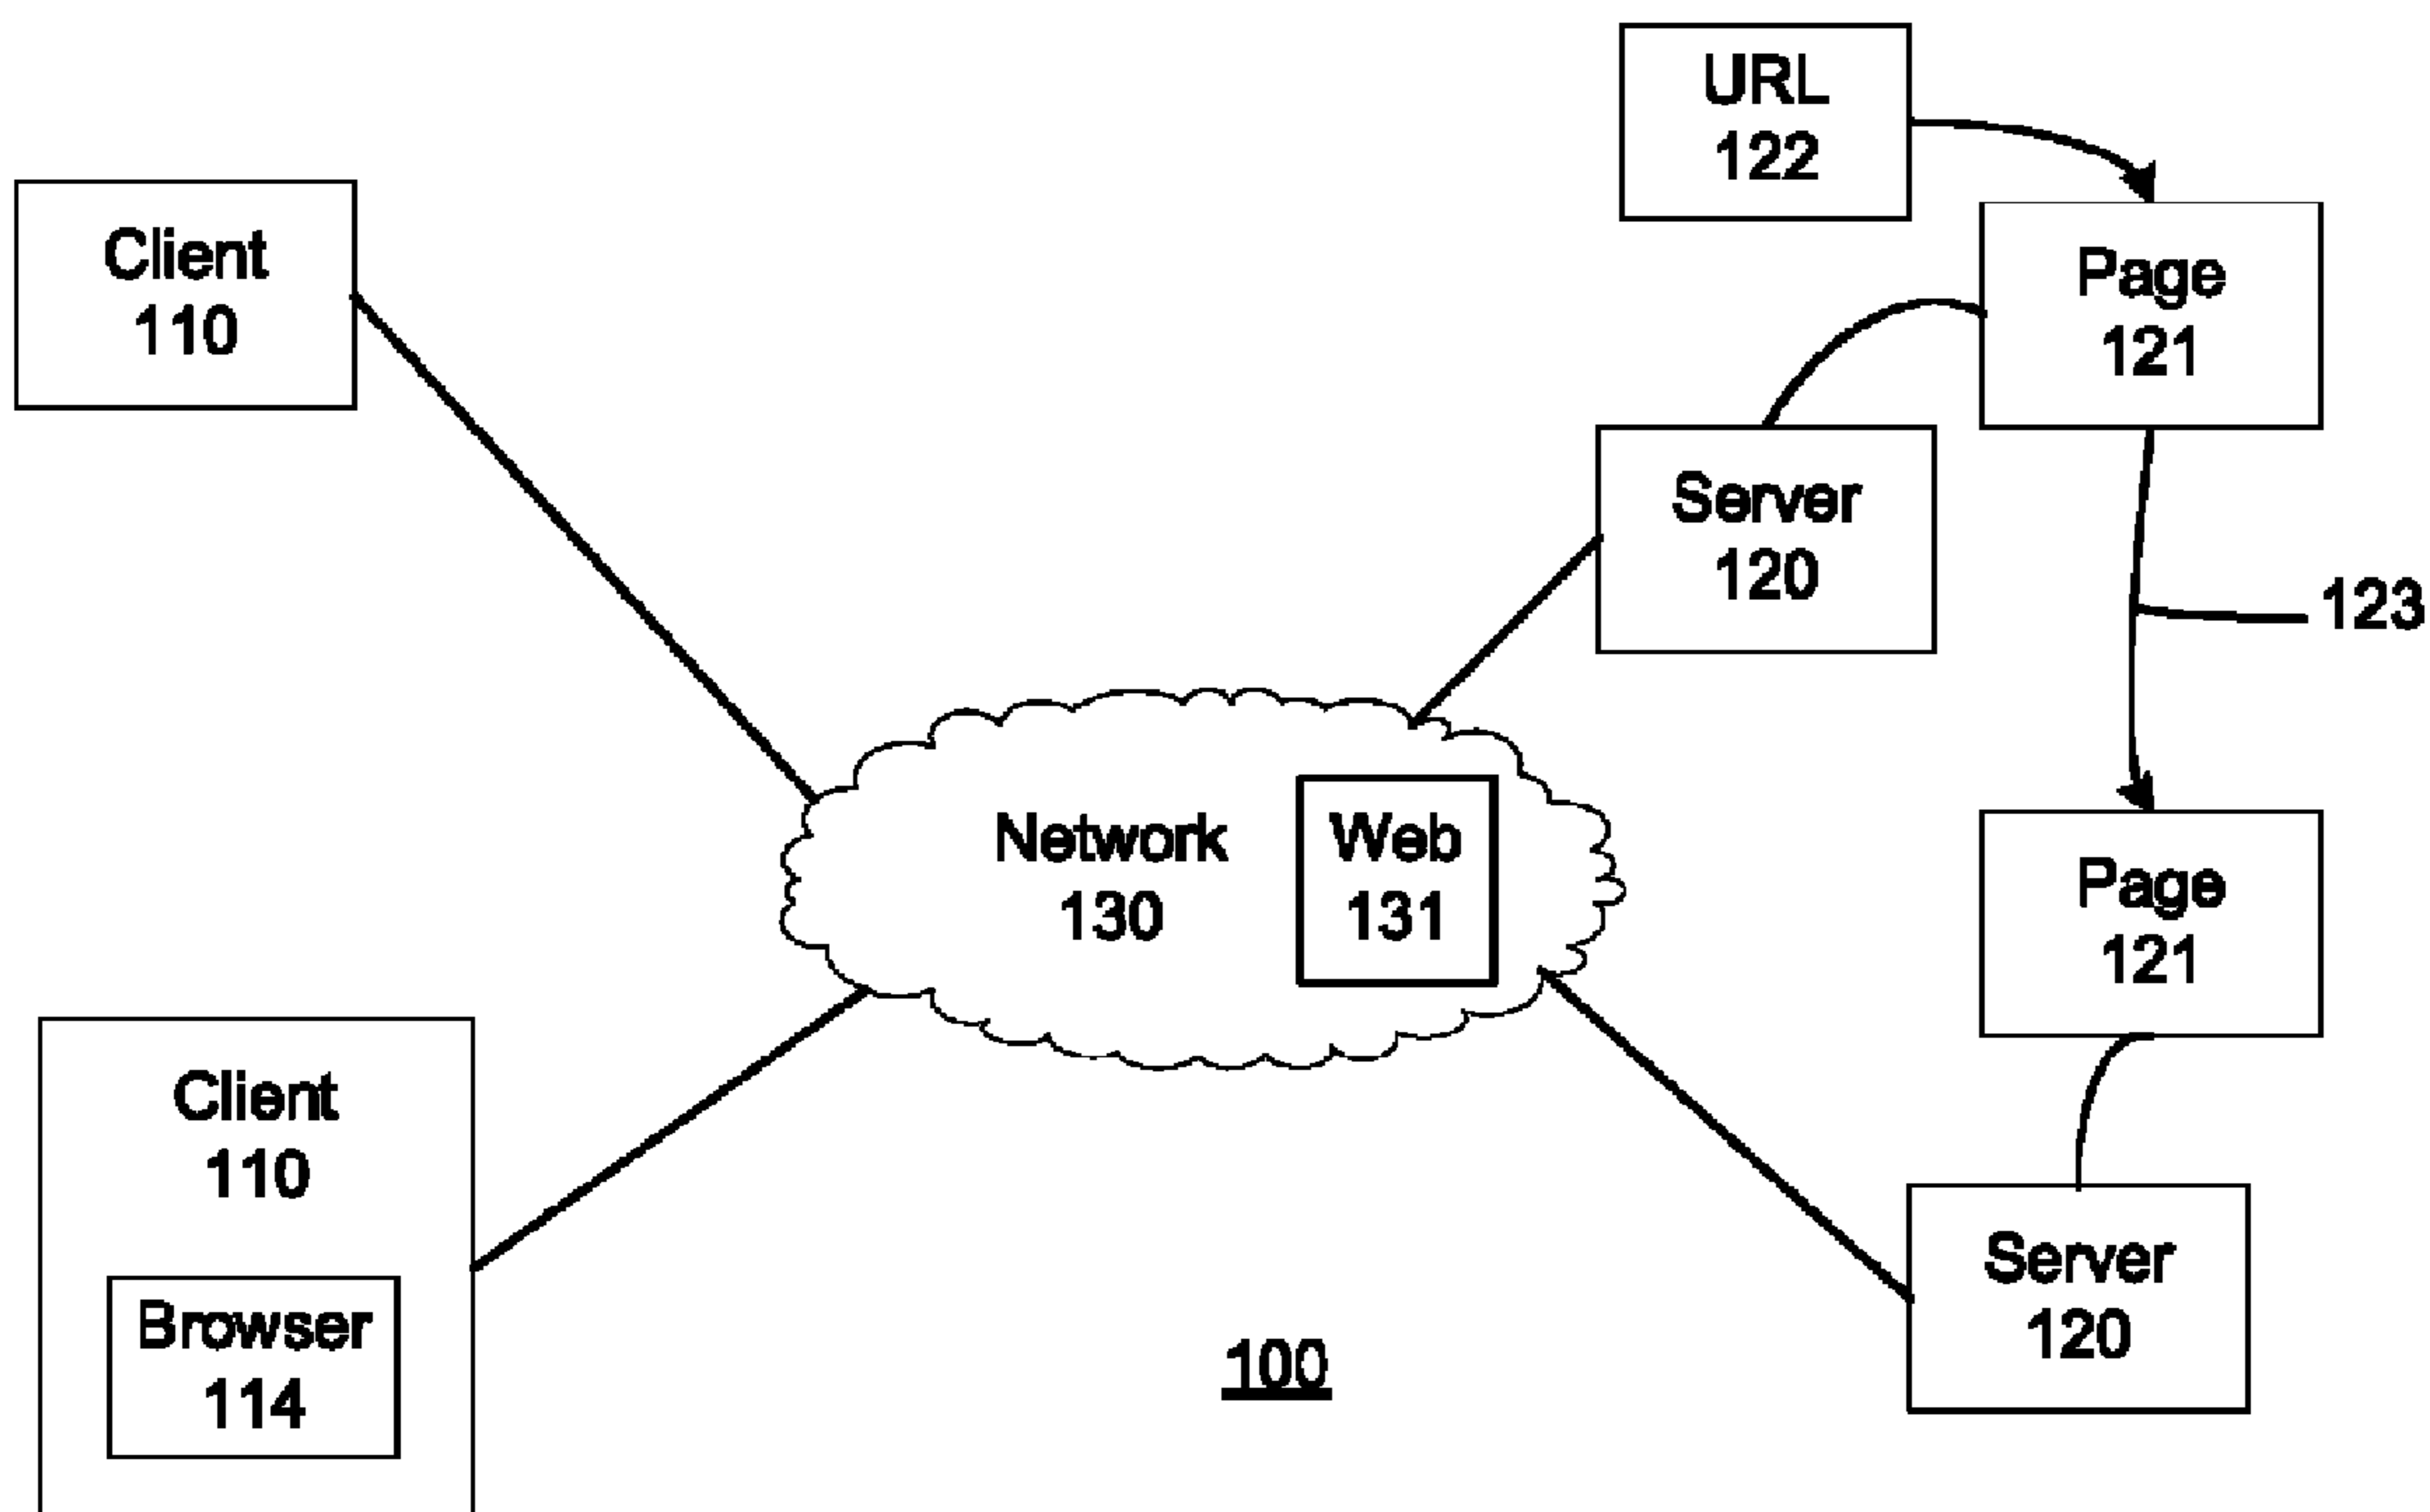 URL
122
Client
110
Page
121
Server
120
123
Network
130
Web
131
Page
121
Client
110
Browser
114
Server
120
100